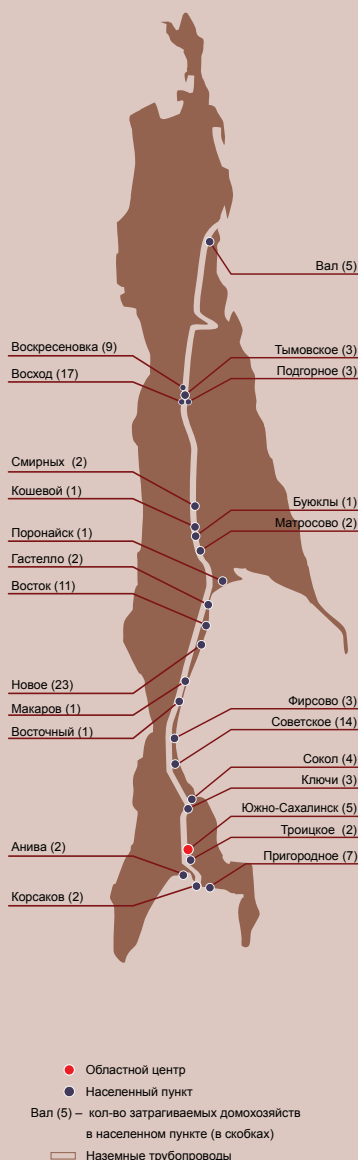 Вал (5)
Воскресеновка (9)
Тымовское (3)
Восход (17)
Подгорное (3)
Смирных (2)
Кошевой (1)
Буюклы (1)
Поронайск (1)
Матросово (2)
Гастелло (2)
Восток (11)
Новое (23)
Фирсово (3)
Макаров (1)
Советское (14)
Восточный (1)
Сокол (4)
Ключи (3)
Южно-Сахалинск (5)
Троицкое (2)
Анива (2)
Пригородное (7)
Корсаков (2)
Областной центр
Населенный пункт
Вал (5) – кол-во затрагиваемых домохозяйств
в населенном пункте (в скобках)
Наземные трубопроводы